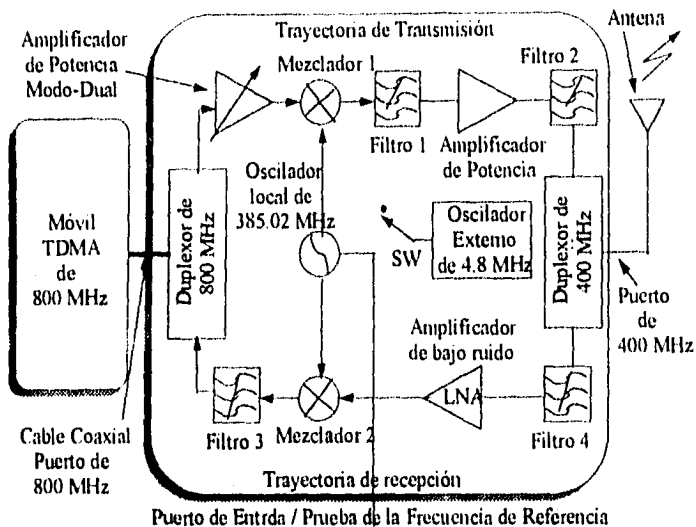 Trayectoria de Transmisión
Amplificador
de Potencia
Modo-Dual
Mezclador 1
Filtro 2
Antena
Filtro 1
Amplificador
de Potencia
Oscilador
local de
385.02 MHz
Móvil
TDMA
de
800 MHz
Duplexor de
800 MHz
SW
Oscilador
Externo
de 4.8 MHz
Duplexor de
400 MHz
Puerto
de
400 MHz
Amplificador
de bajo ruido
LNA
Filtro 3
Mezclador 2
Filtro 4
Cable Coaxial
Puerto de
800 MHz
Trayectoria de recepción
Puerto de Entrda / Prueba de la Frecuencia de Referencia